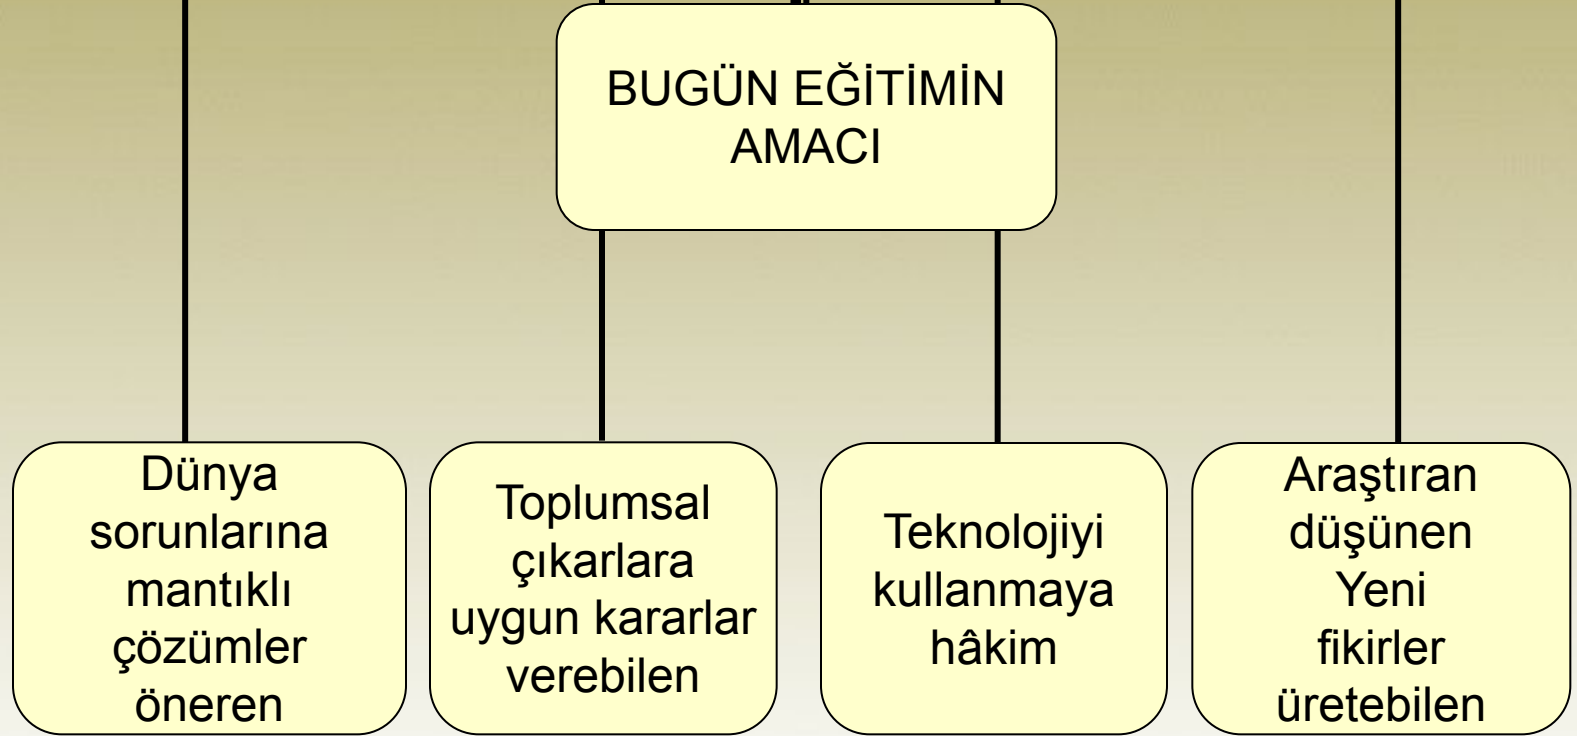 BUGÜN EĞİTİMİN
AMACI
Dünya
sorunlarına
mantıklı
çözümler
öneren
Toplumsal
çıkarlara
uygun kararlar
verebilen
Teknolojiyi
kullanmaya
hâkim
Araştıran
düşünen
Yeni
fikirler
üretebilen